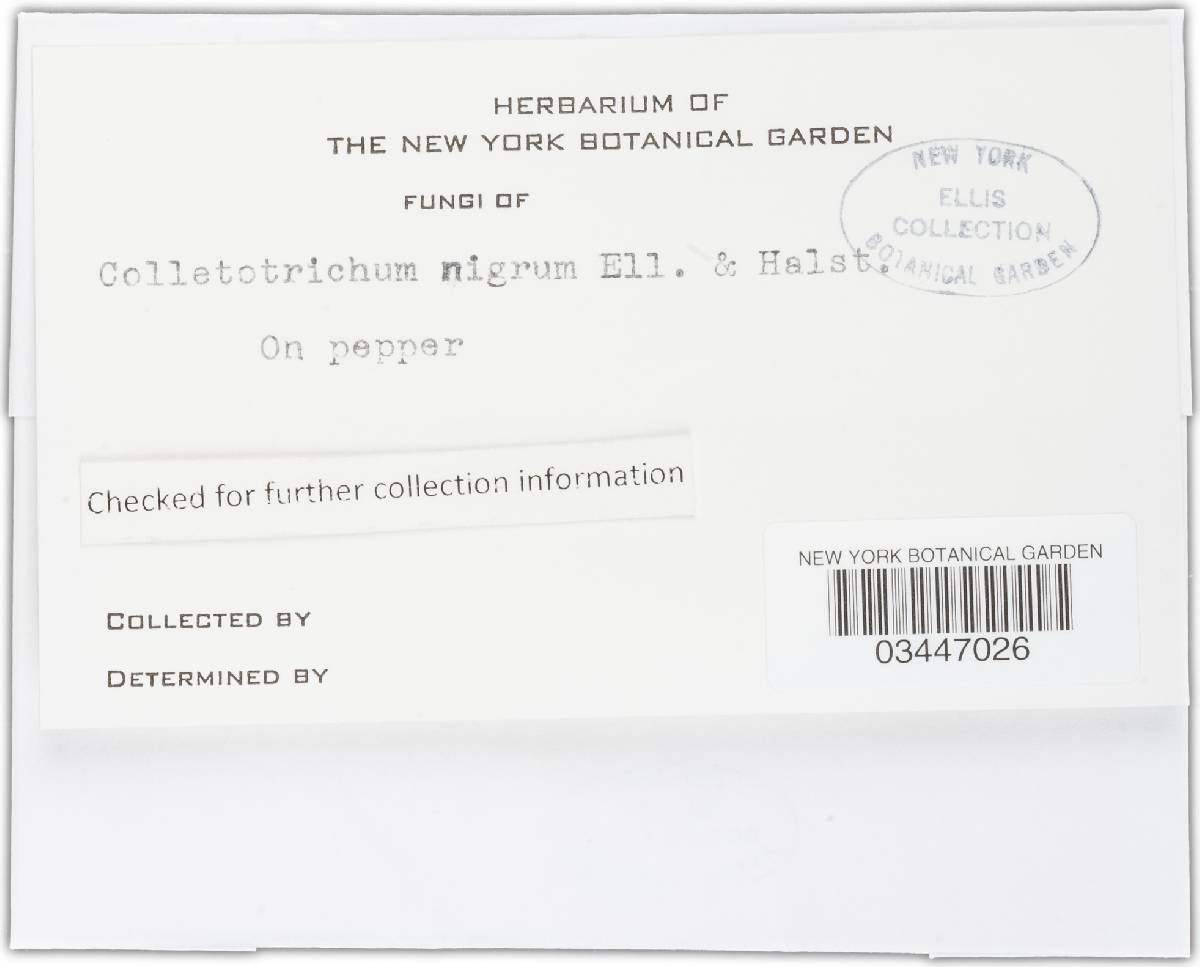 HERBARIUM OF
THE NEW YORK BOTANICAL GARDEN
FUNGI OF
NEW YORK
ELLIS
COLLECTION
BOTANICAL GARDEN
Colletotrichum nigrum Ell. & Halst.
On pepper
Checked for further collection information
NEW YORK BOTANICAL GARDEN
03447026
COLLECTED BY
DETERMINED BY